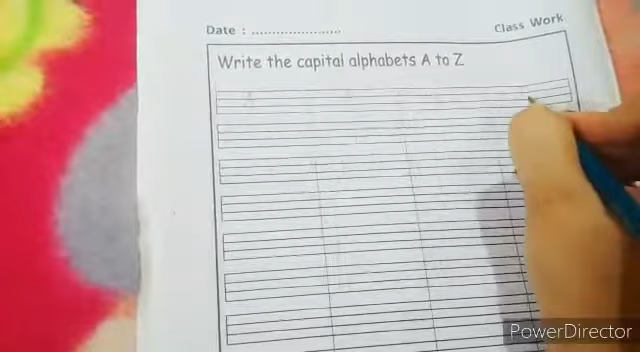 Date : ......................
Class Work
Write the capital alphabets A to Z
PowerDirector